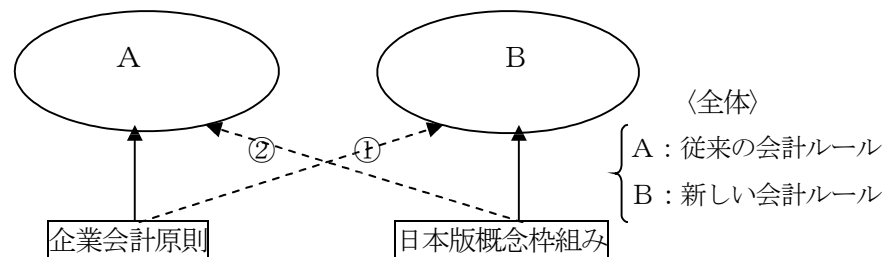 A B
〈全体〉
② ①
A：従来の会計ルール
B：新しい会計ルール
企業会計原則 日本版概念枠組み